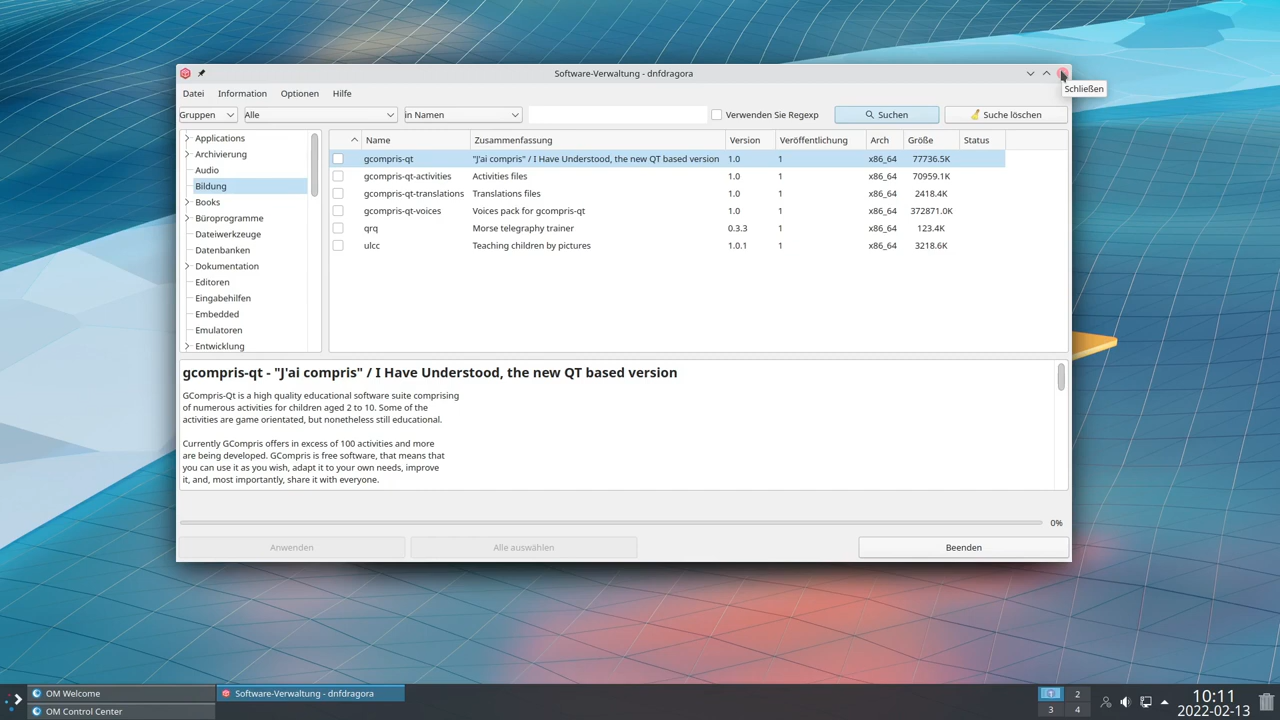 Software-Verwaltung - dnfdragora
Schließen
Datei Information Optionen Hilfe
Gruppen Alle in Namen Verwenden Sie Regexp Suchen Suche löschen
Applications
Archivierung
Audio
Bildung
Books
Büroprogramme
Dateiwerkzeuge
Datenbanken
Dokumentation
Editoren
Eingabehilfen
Embedded
Emulatoren
Entwicklung
Name Zusammenfassung Version Veröffentlichung Arch Größe Status
gcompris-qt "J'ai compris" / I Have Understood, the new QT based version 1.0 1 x86_64 77736.5K
gcompris-qt-activities Activities files 1.0 1 x86_64 70959.1K
gcompris-qt-translations Translations files 1.0 1 x86_64 2418.4K
gcompris-qt-voices Voices pack for gcompris-qt 1.0 1 x86_64 372871.0K
qrq Morse telegraphy trainer 0.3.3 1 x86_64 123.4K
ulcc Teaching children by pictures 1.0.1 1 x86_64 3218.6K
gcompris-qt - "J'ai compris" / I Have Understood, the new QT based version
GCompris-Qt is a high quality educational software suite comprising
of numerous activities for children aged 2 to 10. Some of the
activities are game orientated, but nonetheless still educational.
Currently GCompris offers in excess of 100 activities and more
are being developed. GCompris is free software, that means that
you can use it as you wish, adapt it to your own needs, improve
it, and, most importantly, share it with everyone.
0%
Anwenden Alle auswählen Beenden
OM Welcome
OM Control Center
Software-Verwaltung - dnfdragora
1 2
3 4
10:11
2022-02-13